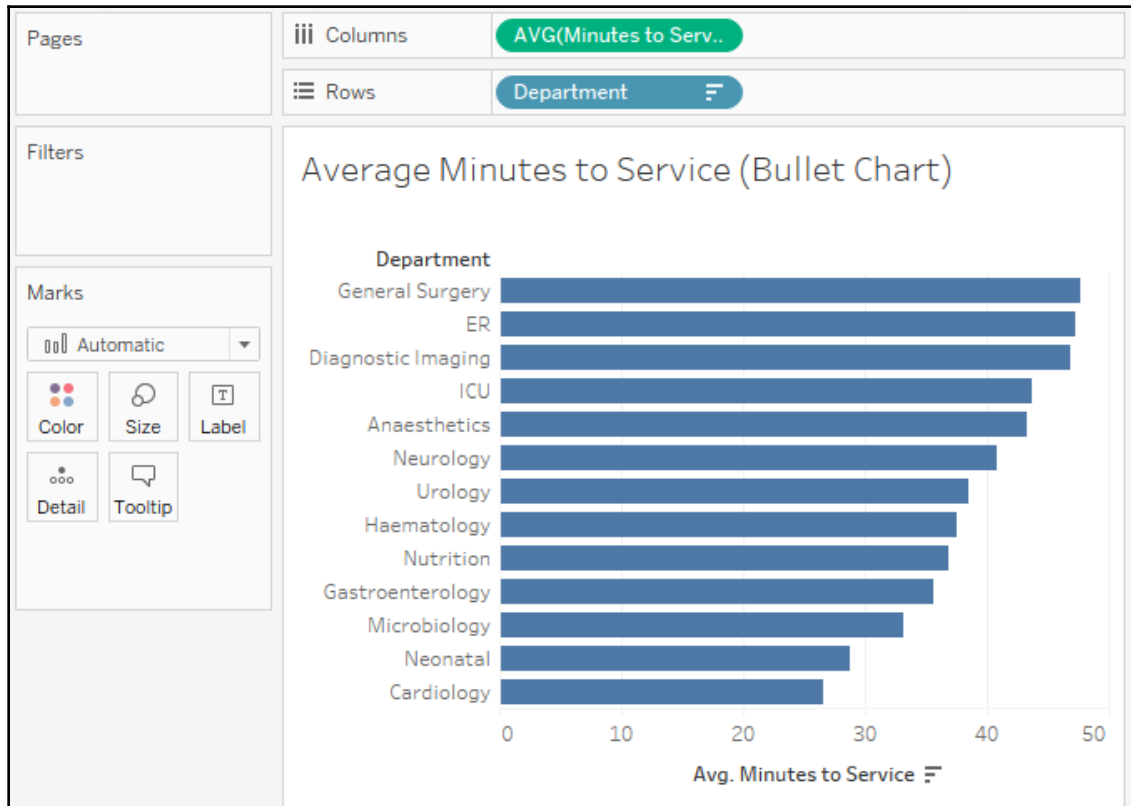 Pages
Columns
AVG(Minutes to Serv..
Rows
Department
Filters
Marks
Automatic
Color
Size
T
Label
Detail
Tooltip
Average Minutes to Service (Bullet Chart)
Department
General Surgery
ER
Diagnostic Imaging
ICU
Anaesthetics
Neurology
Urology
Haematology
Nutrition
Gastroenterology
Microbiology
Neonatal
Cardiology
0 10 20 30 40 50
Avg. Minutes to Service